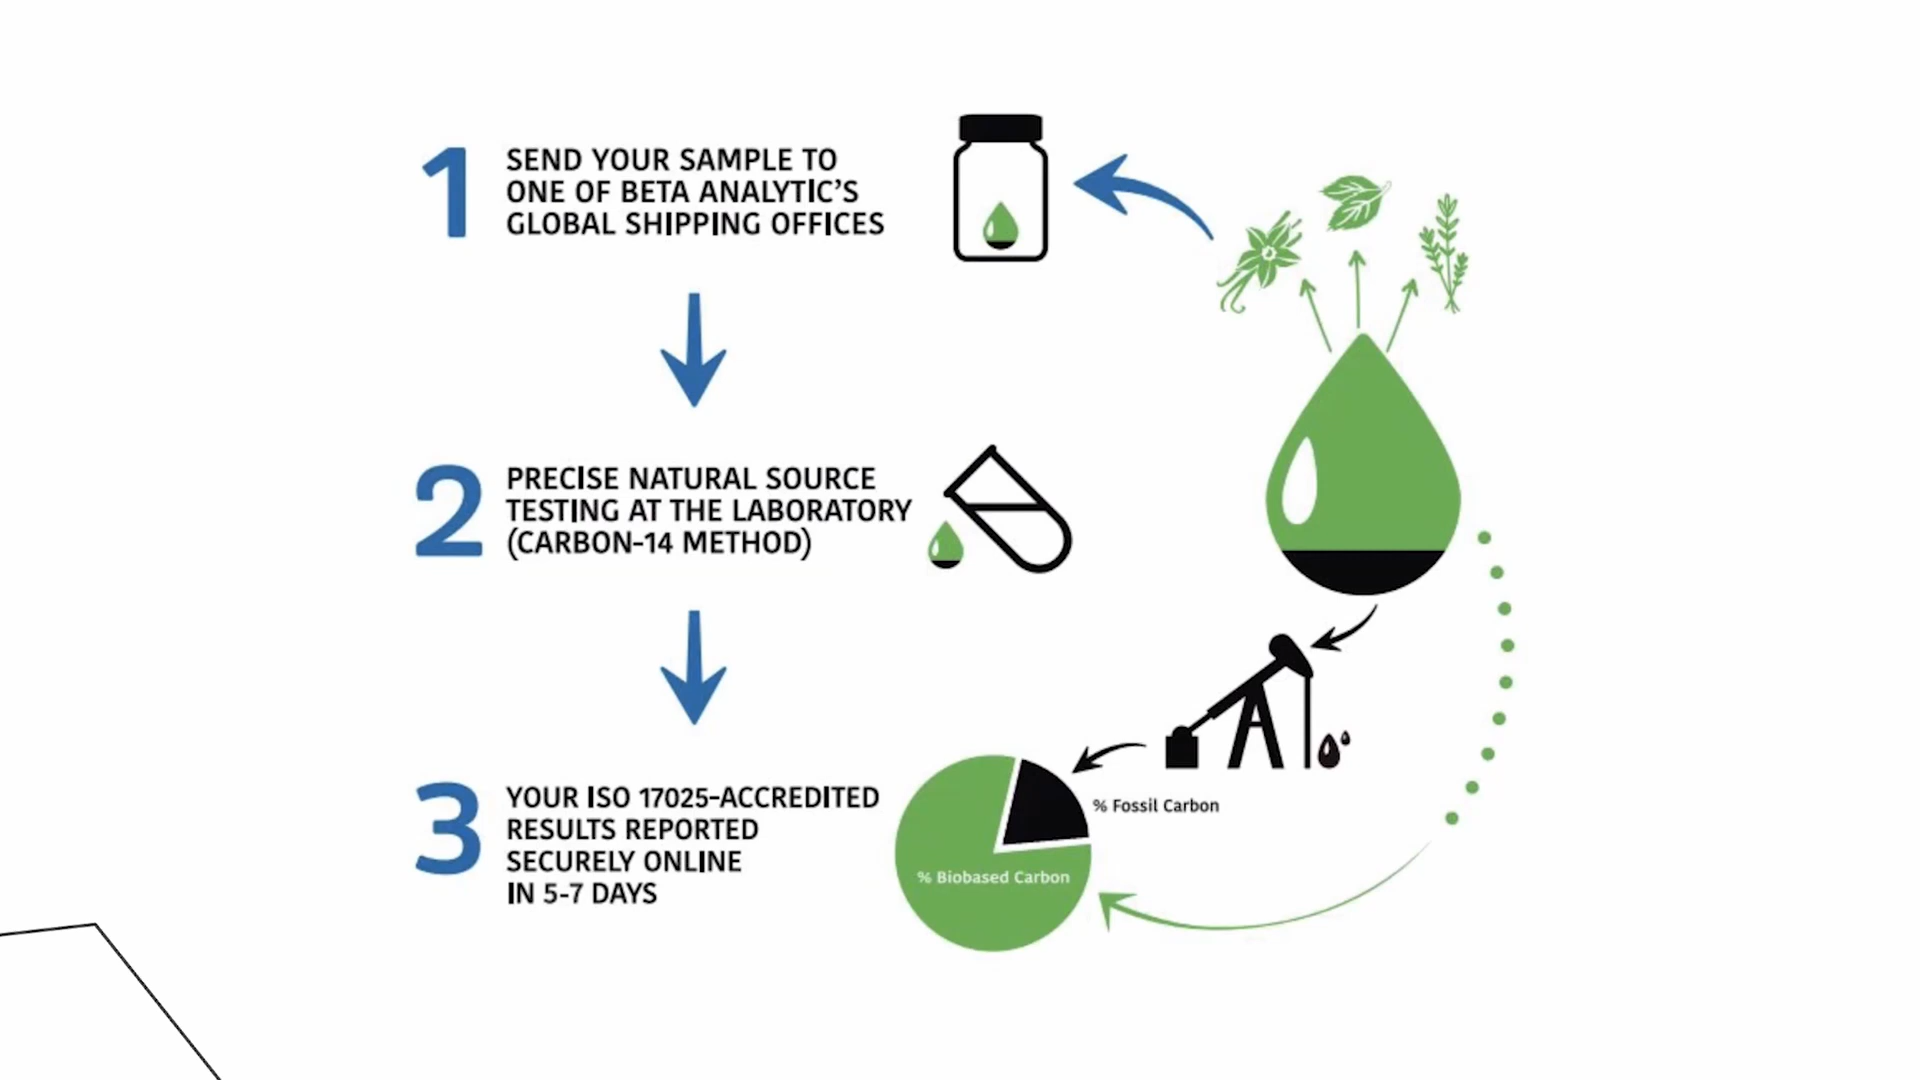 1
SEND YOUR SAMPLE TO
ONE OF BETA ANALYTIC'S
GLOBAL SHIPPING OFFICES
2
PRECISE NATURAL SOURCE
TESTING AT THE LABORATORY
(CARBON-14 METHOD)
3
YOUR ISO 17025-ACCREDITED
RESULTS REPORTED
SECURELY ONLINE
IN 5-7 DAYS
% Fossil Carbon
% Biobased Carbon